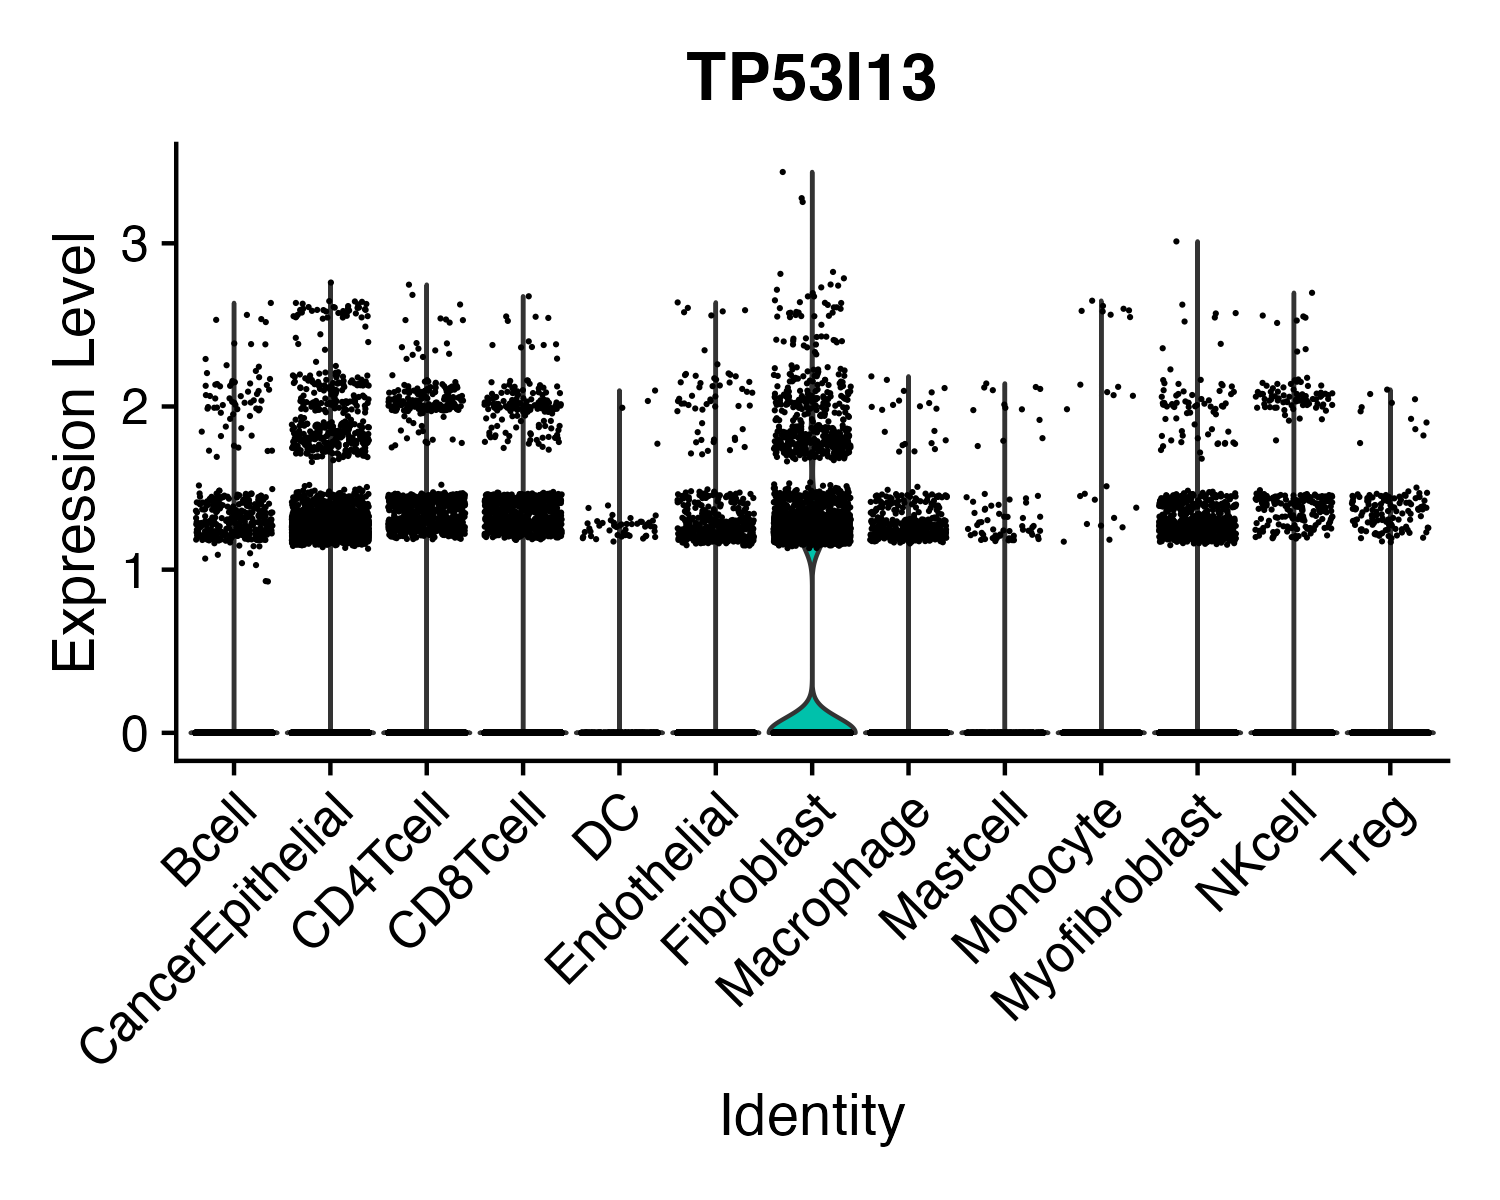 TP53I13
Expression Level
3
2
1
0
Bcell
CancerEpithelial
CD4Tcell
CD8Tcell
DC
Endothelial
Fibroblast
Macrophage
Mastcell
Monocyte
Myofibroblast
NKcell
Treg
Identity